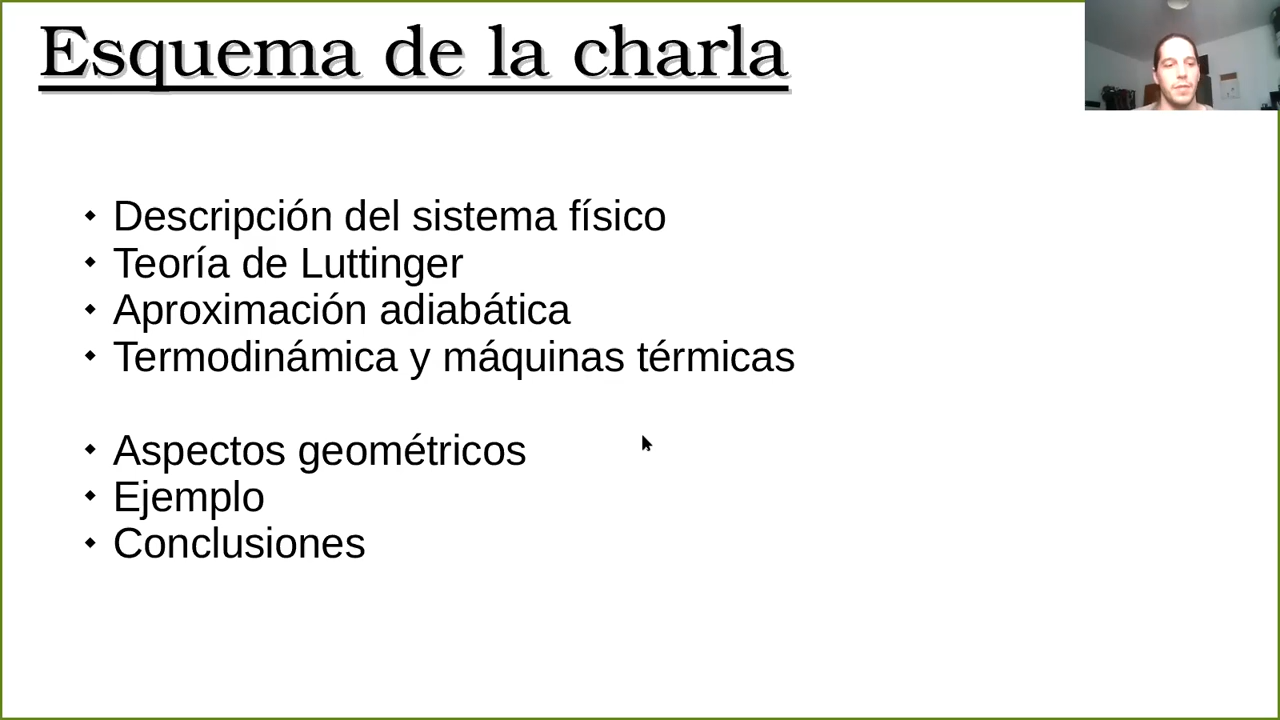 Esquema de la charla
Descripción del sistema físico
Teoría de Luttinger
Aproximación adiabática
Termodinámica y máquinas térmicas
Aspectos geométricos
Ejemplo
Conclusiones